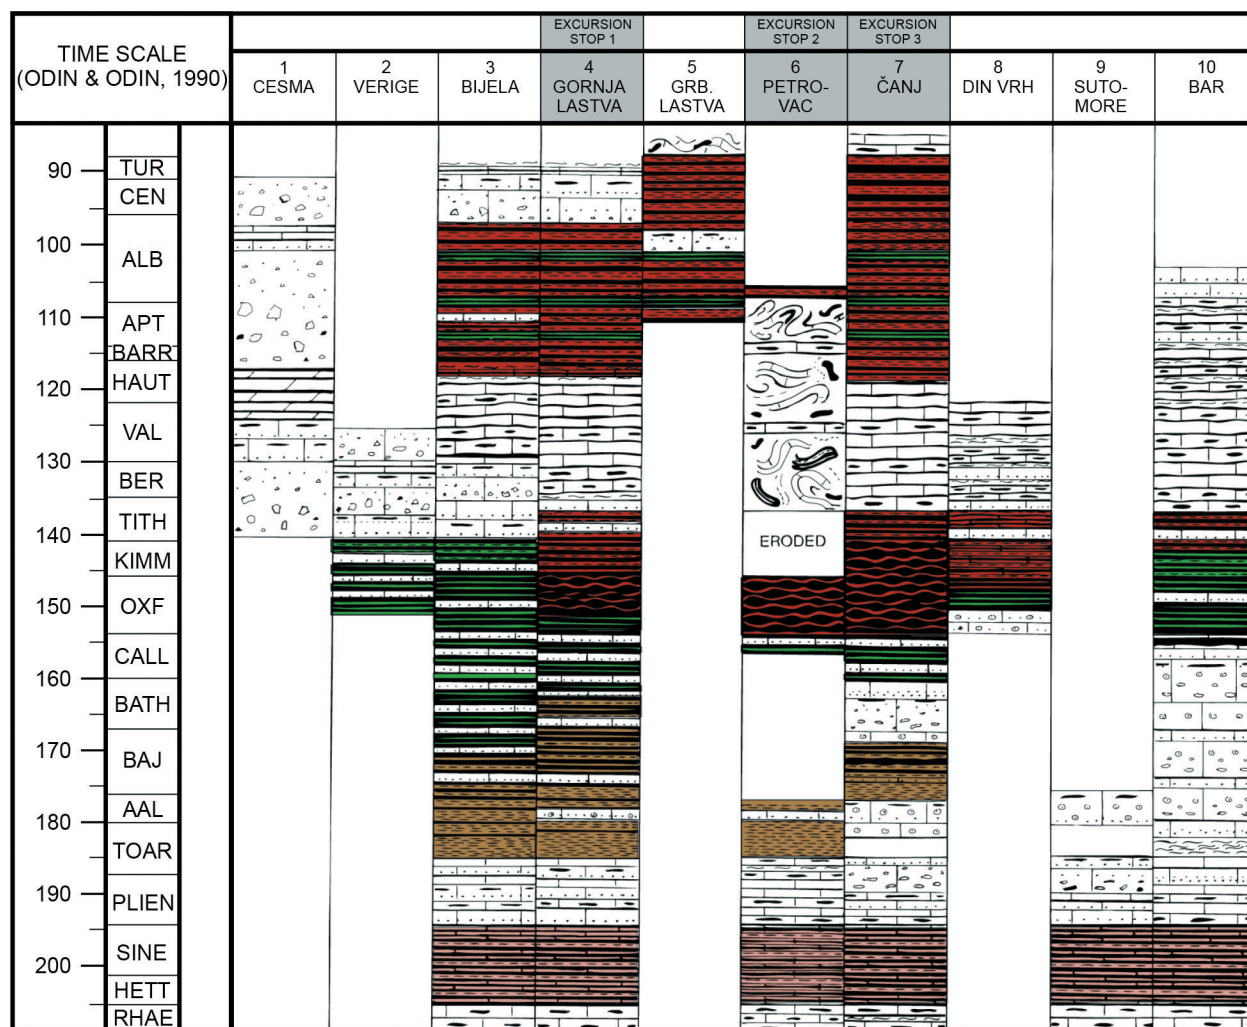 EXCURSION
STOP 1
EXCURSION
STOP 2
EXCURSION
STOP 3
TIME SCALE
(ODIN & ODIN, 1990)
1
CESMA
2
VERIGE
3
BIJELA
4
GORNJA
LASTVA
5
GRB.
LASTVA
6
PETRO-
VAC
7
ČANJ
8
DIN VRH
9
SUTO-
MORE
10
BAR
90
TUR
CEN
100
ALB
110
APT
BARR
120
HAUT
VAL
130
BER
TITH
140
ERODED
KIMM
150
OXF
CALL
160
BATH
170
BAJ
AAL
180
TOAR
190
PLIEN
SINE
200
HETT
RHAE